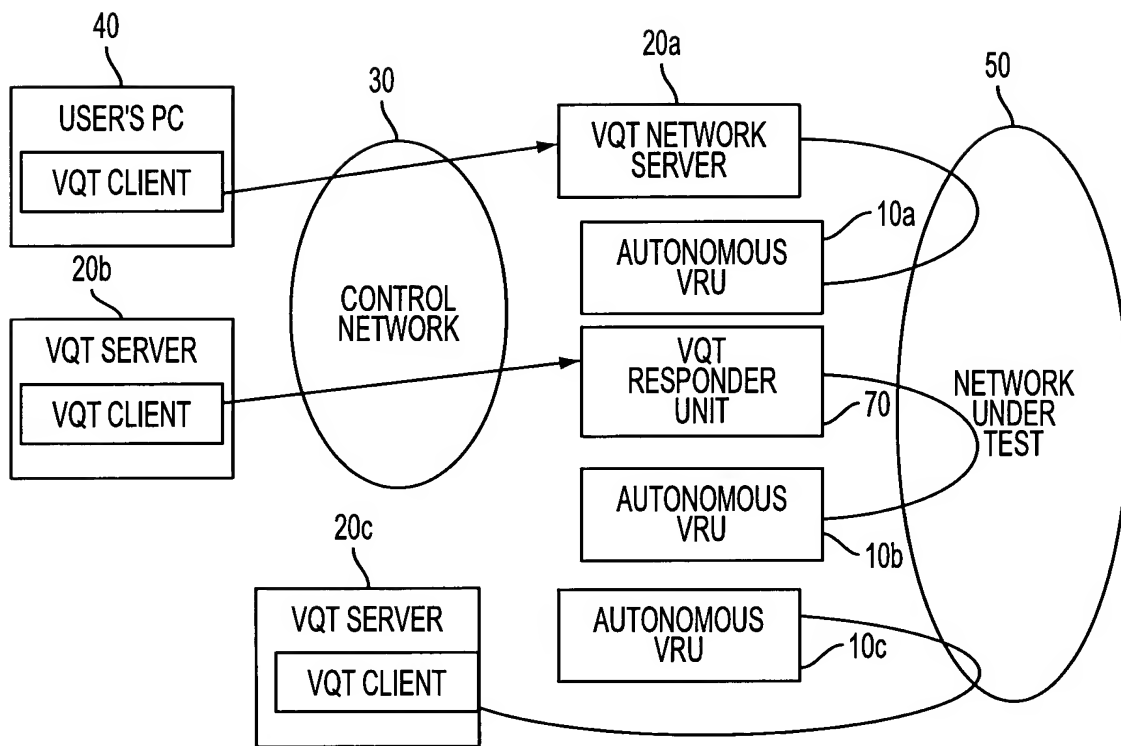 40
USER'S PC
VQT CLIENT
20b
VQT SERVER
VQT CLIENT
30
CONTROL
NETWORK
20a
VQT NETWORK
SERVER
10a
AUTONOMOUS
VRU
VQT
RESPONDER
UNIT
70
AUTONOMOUS
VRU
10b
20c
VQT SERVER
VQT CLIENT
AUTONOMOUS
VRU
10c
50
NETWORK
UNDER
TEST